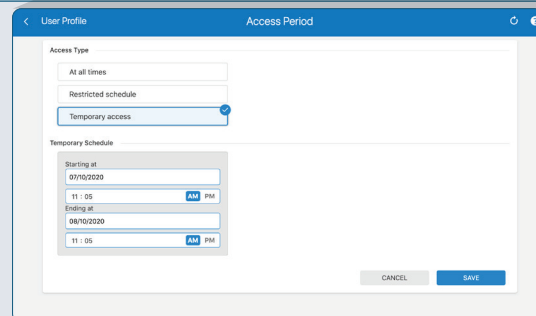 User Profile
Access Period
Access Type
At all times
Restricted schedule
Temporary access
Temporary Schedule
Starting at
07/10/2020
11 : 05 AM PM
Ending at
08/10/2020
11 : 05 AM PM
CANCEL SAVE